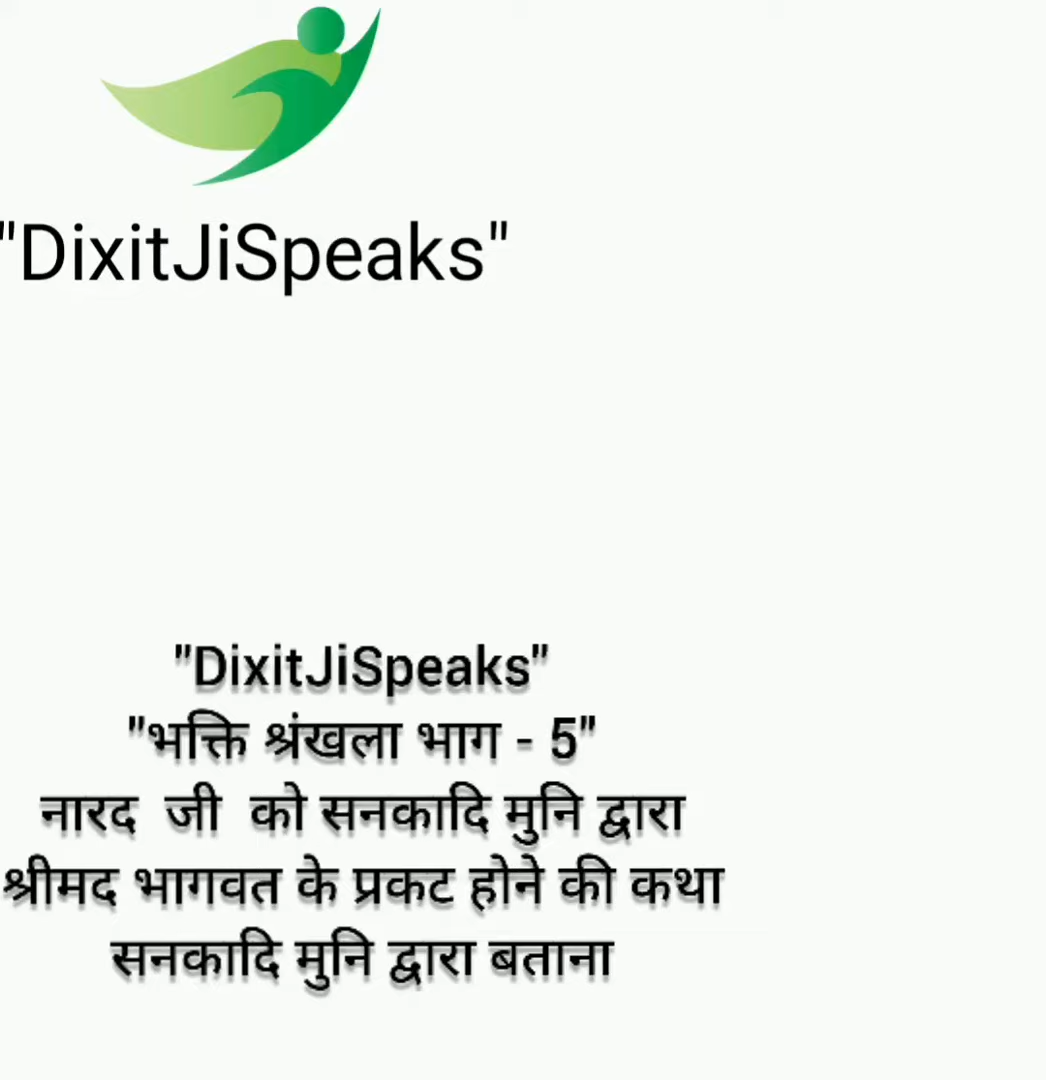 "DixitJiSpeaks"
"DixitJiSpeaks"
"भक्ति श्रंखला भाग - 5"
नारद जी को सनकादि मुनि द्वारा
श्रीमद भागवत के प्रकट होने की कथा
सनकादि मुनि द्वारा बताना